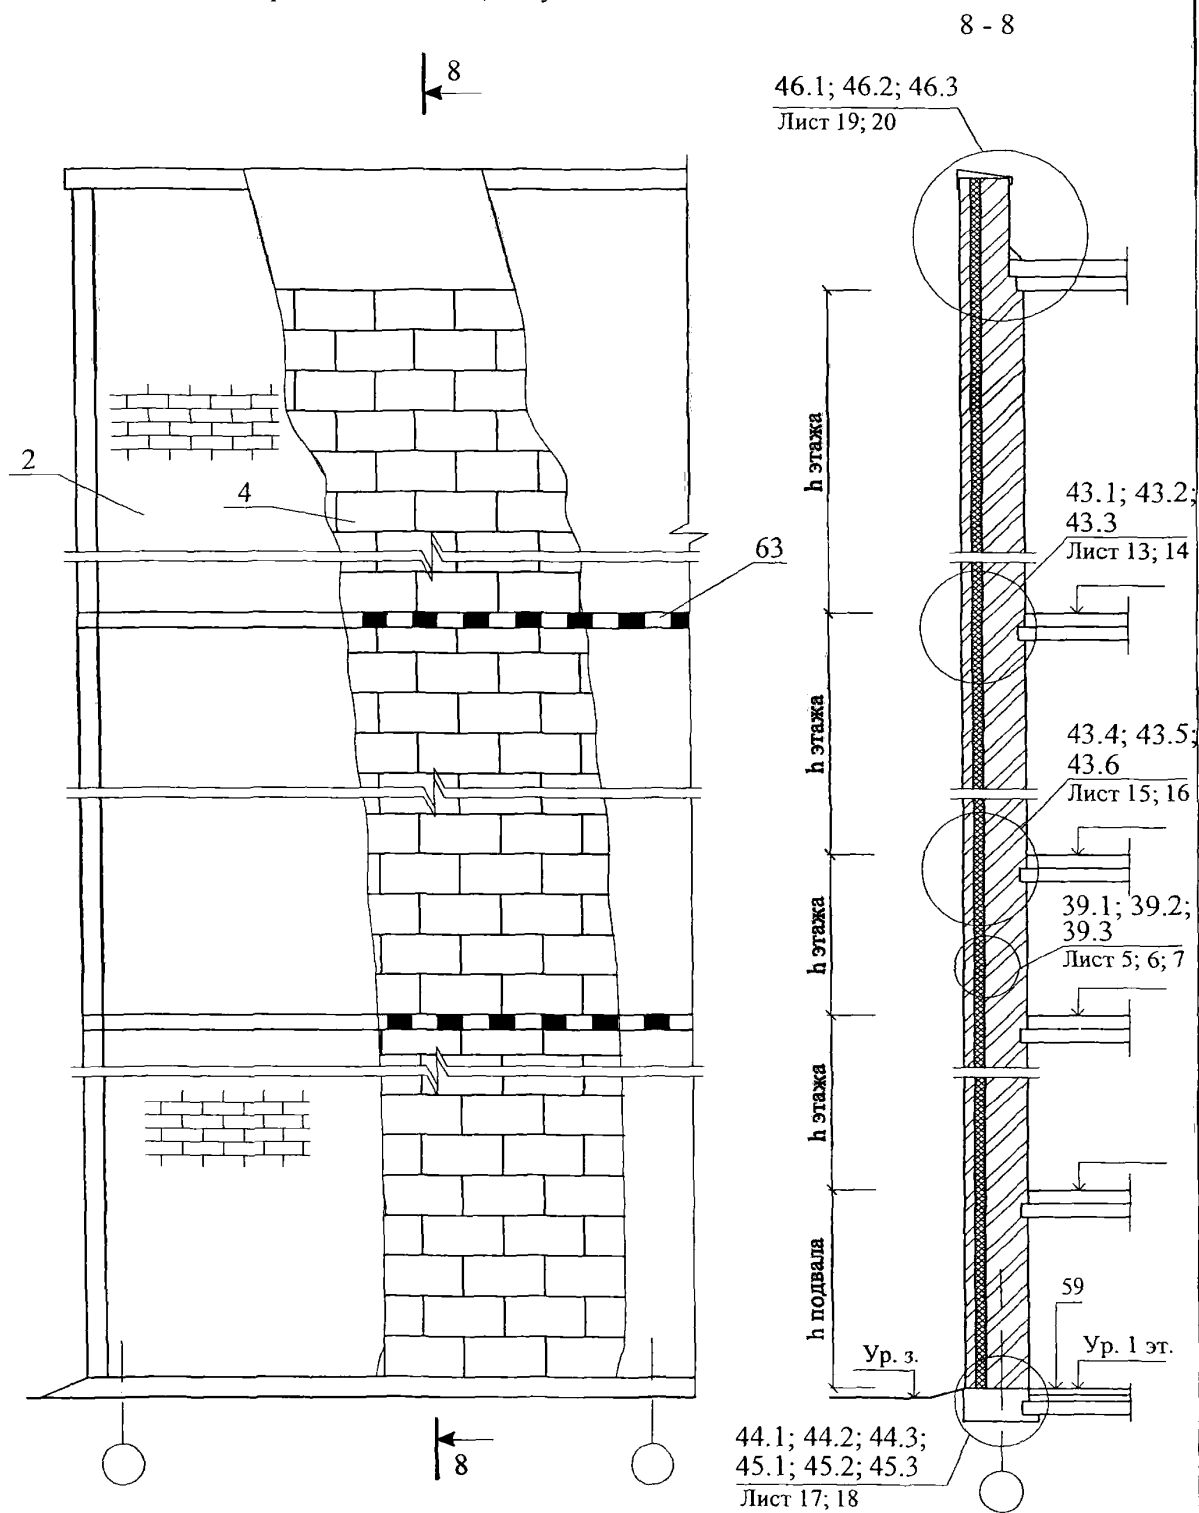 8 - 8
8
46.1; 46.2; 46.3
Лист 19; 20
h этажа
2
4
43.1; 43.2;
43.3
Лист 13; 14
63
h этажа
43.4; 43.5;
43.6
Лист 15; 16
h этажа
39.1; 39.2;
39.3
Лист 5; 6; 7
h этажа
h подвала
59
Ур. з.
Ур. 1 эт.
8
44.1; 44.2; 44.3;
45.1; 45.2; 45.3
Лист 17; 18